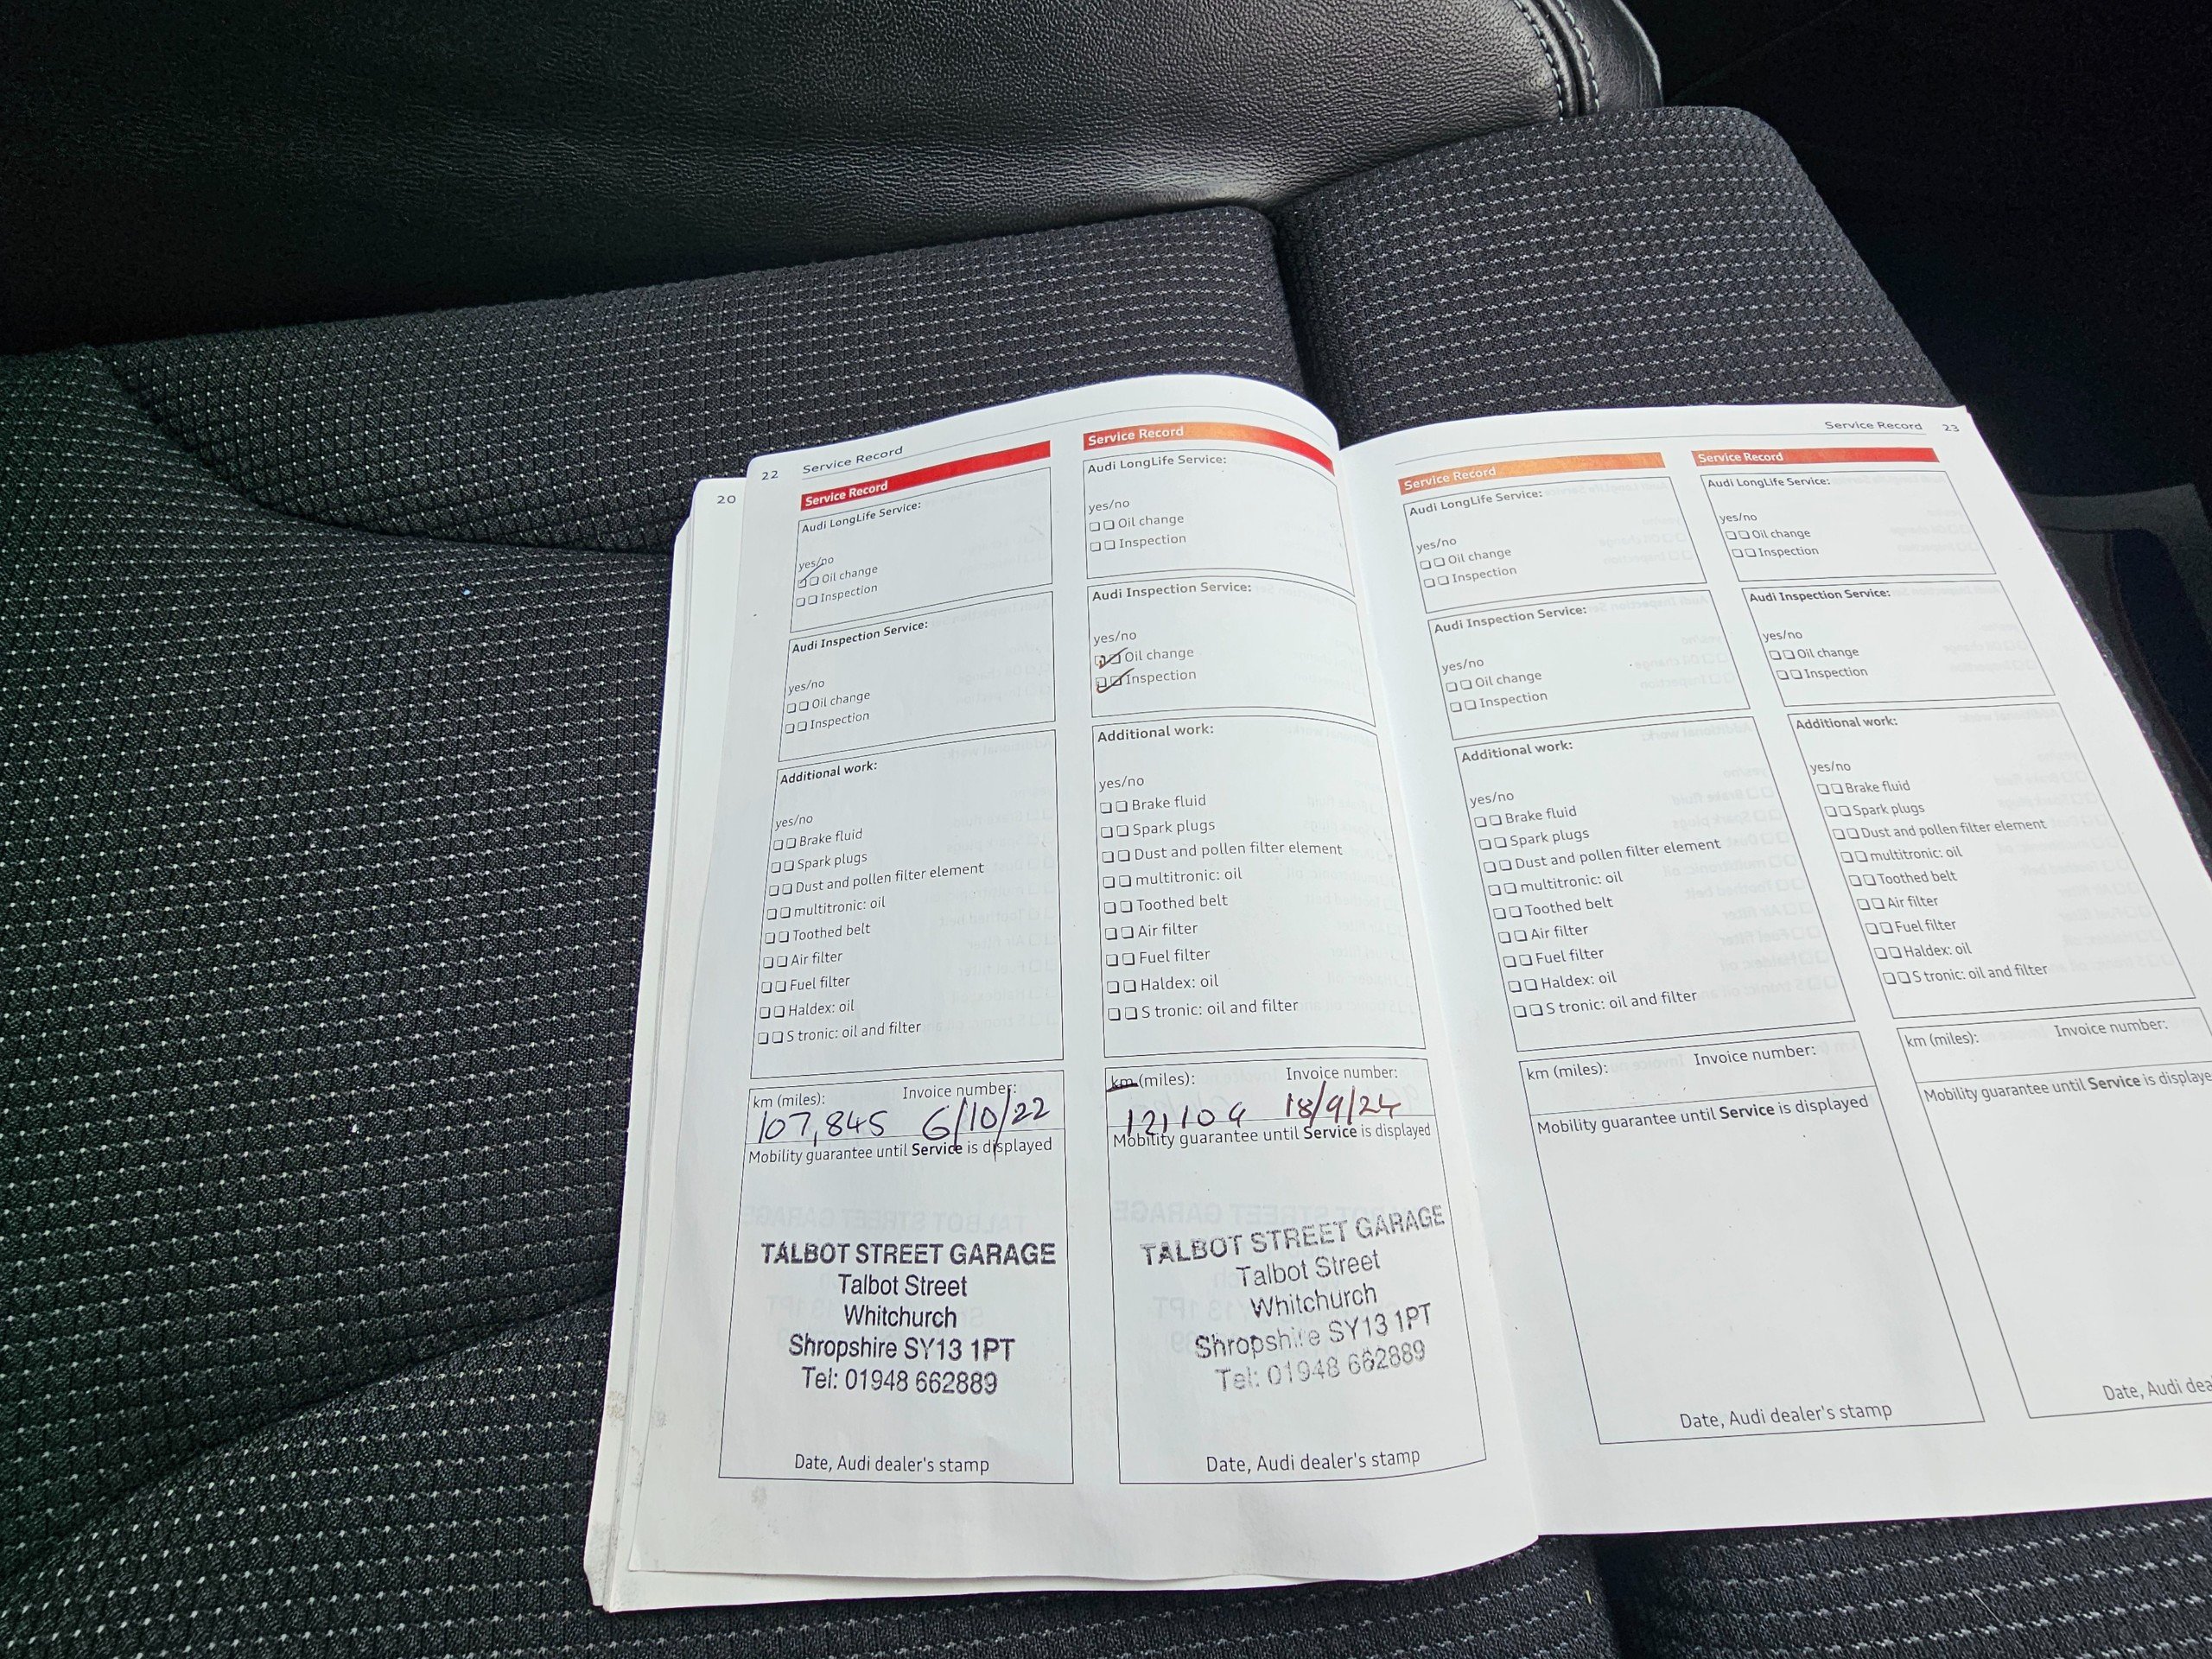 20
22 Service Record
Service Record
Audi LongLife Service:
yes/no
Oil change
Inspection
Audi Inspection Service:
yes/no
Oil change
Inspection
Additional work:
yes/no
Brake fluid
Spark plugs
Dust and pollen filter element
multitronic: oil
Toothed belt
Air filter
Fuel filter
Haldex: oil
S tronic: oil and filter
km (miles): Invoice number:
107,845 6/10/22
Mobility guarantee until Service is displayed
TALBOT STREET GARAGE
Talbot Street
Whitchurch
Shropshire SY13 1PT
Tel: 01948 662889
Date, Audi dealer's stamp
Service Record
Audi LongLife Service:
yes/no
Oil change
Inspection
Audi Inspection Service:
yes/no
Oil change
Inspection
Additional work:
yes/no
Brake fluid
Spark plugs
Dust and pollen filter element
multitronic: oil
Toothed belt
Air filter
Fuel filter
Haldex: oil
S tronic: oil and filter
km (miles): Invoice number:
121109 18/9/24
Mobility guarantee until Service is displayed
TALBOT STREET GARAGE
Talbot Street
Whitchurch
Shropshire SY13 1PT
Tel: 01948 662889
Date, Audi dealer's stamp
Service Record 23
Service Record
Audi LongLife Service:
yes/no
Oil change
Inspection
Audi Inspection Service:
yes/no
Oil change
Inspection
Additional work:
yes/no
Brake fluid
Spark plugs
Dust and pollen filter element
multitronic: oil
Toothed belt
Air filter
Fuel filter
Haldex: oil
S tronic: oil and filter
km (miles): Invoice number:
Mobility guarantee until Service is displayed
Date, Audi dealer's stamp
Service Record
Audi LongLife Service:
yes/no
Oil change
Inspection
Audi Inspection Service:
yes/no
Oil change
Inspection
Additional work:
yes/no
Brake fluid
Spark plugs
Dust and pollen filter element
multitronic: oil
Toothed belt
Air filter
Fuel filter
Haldex: oil
S tronic: oil and filter
km (miles): Invoice number:
Mobility guarantee until Service is displaye
Date, Audi dea